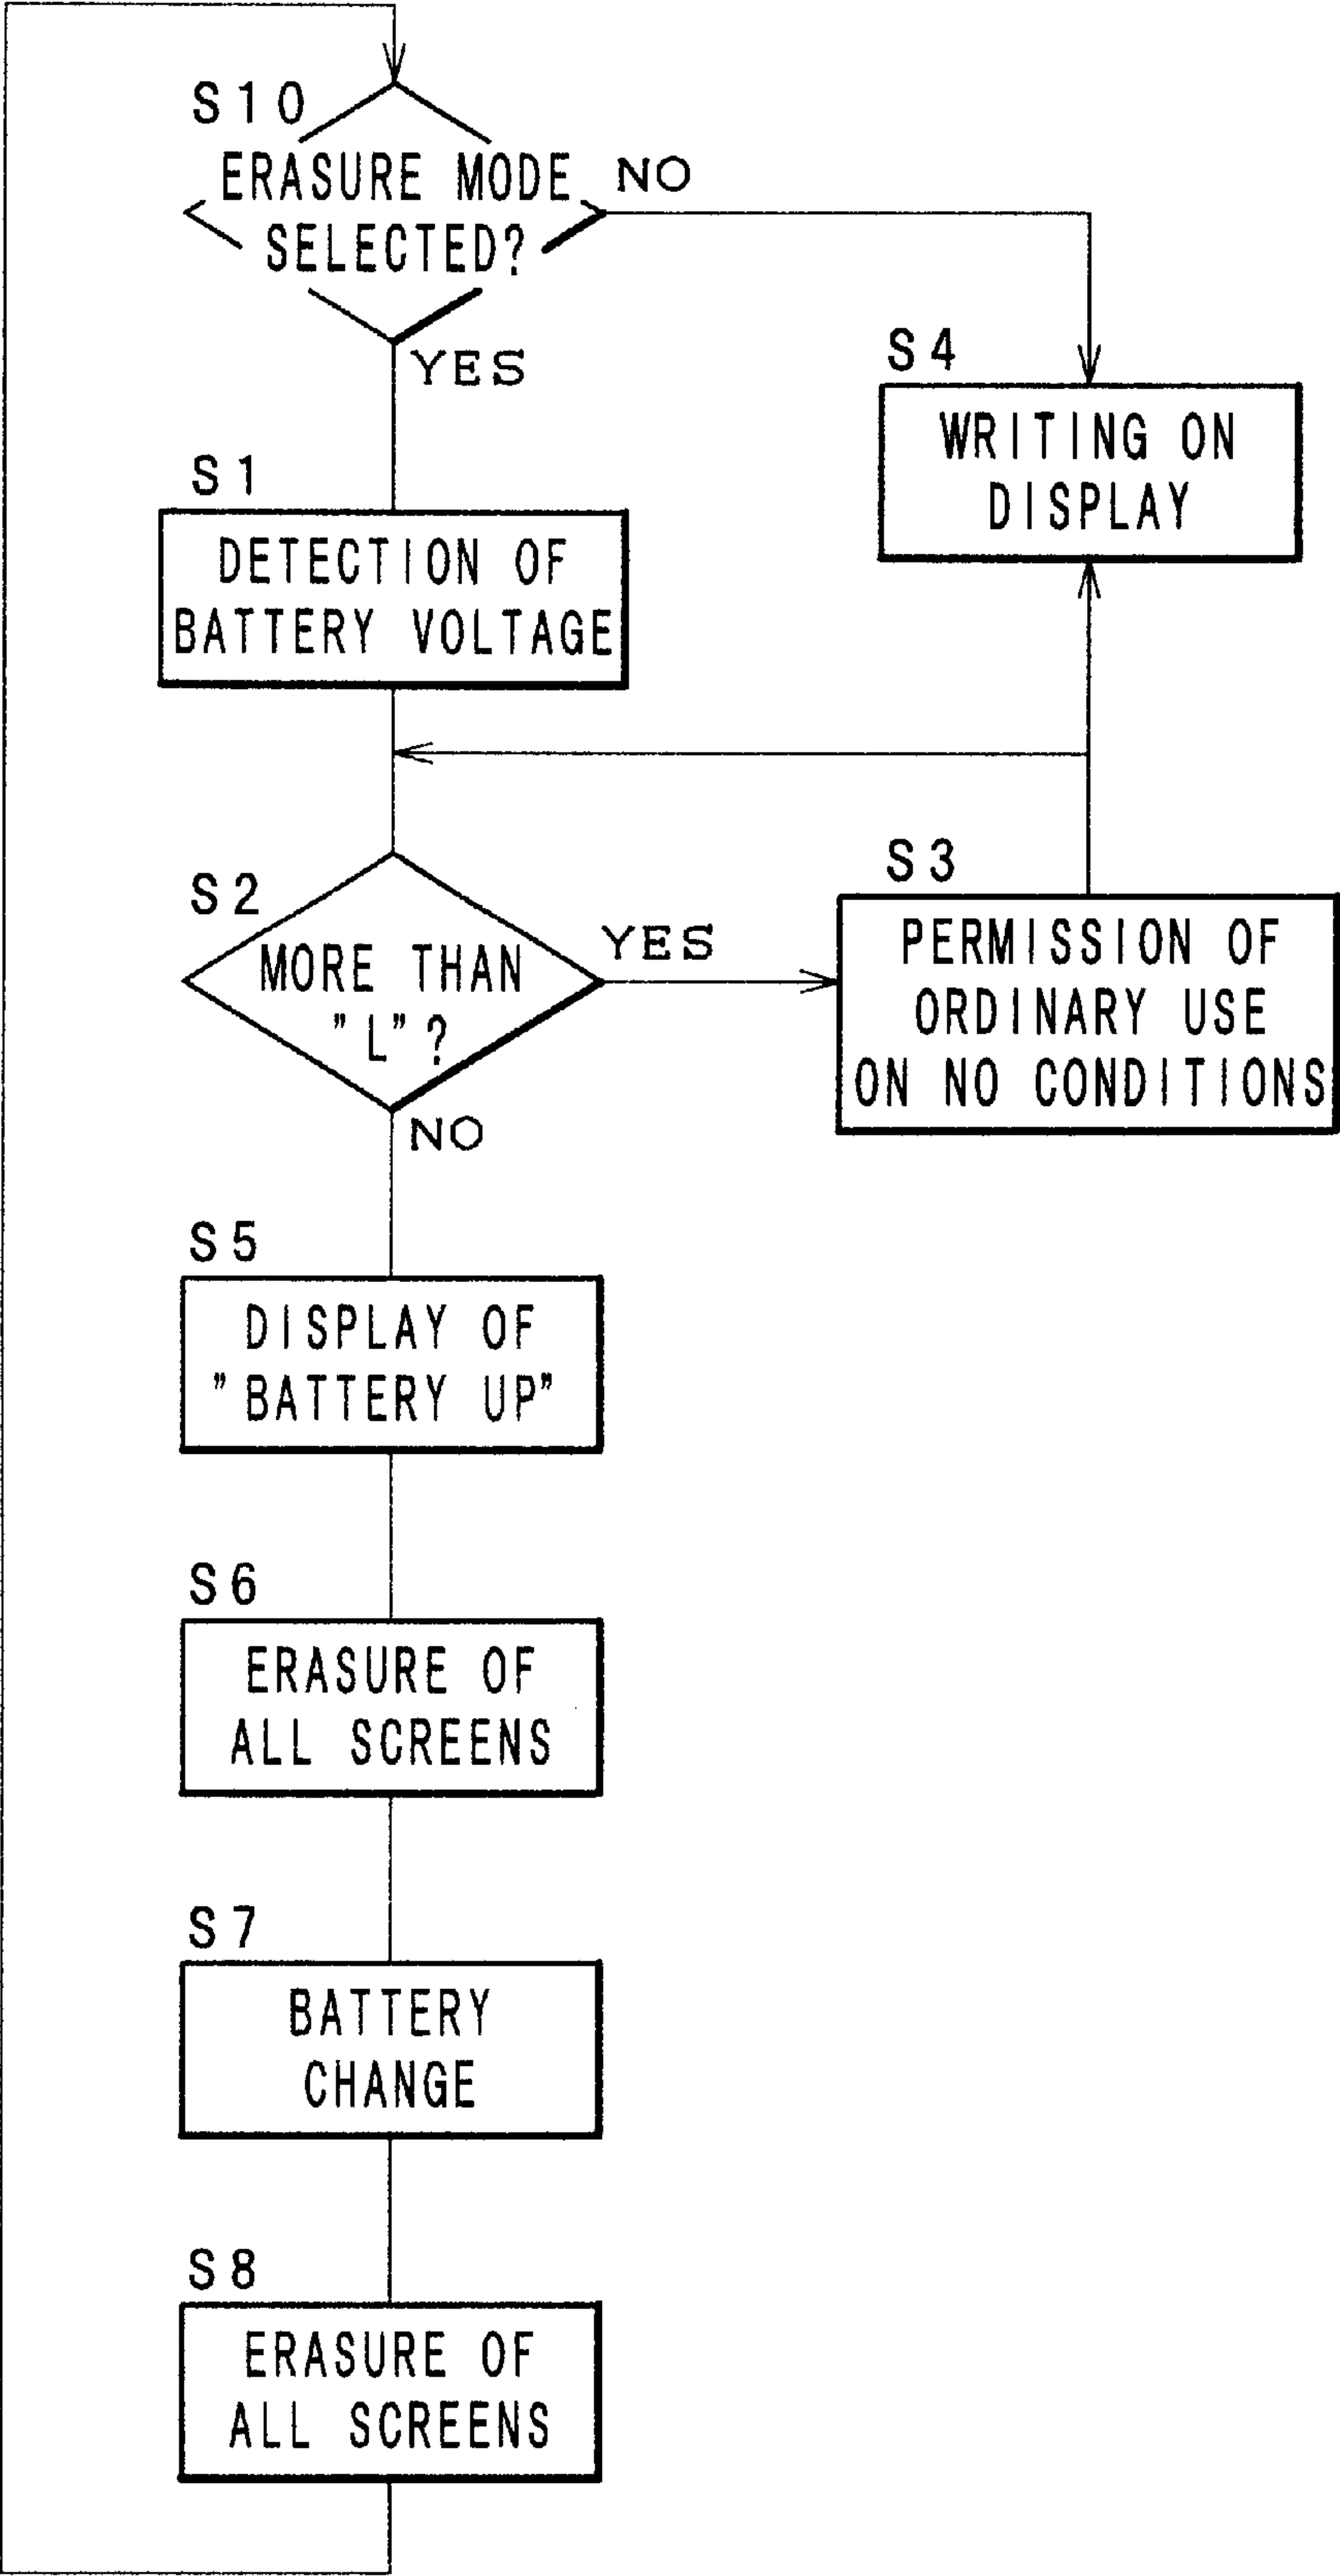 S10
ERASURE MODE
SELECTED?
NO
YES
S4
WRITING ON
DISPLAY
S1
DETECTION OF
BATTERY VOLTAGE
S2
MORE THAN
"L"?
YES
NO
S3
PERMISSION OF
ORDINARY USE
ON NO CONDITIONS
S5
DISPLAY OF
"BATTERY UP"
S6
ERASURE OF
ALL SCREENS
S7
BATTERY
CHANGE
S8
ERASURE OF
ALL SCREENS